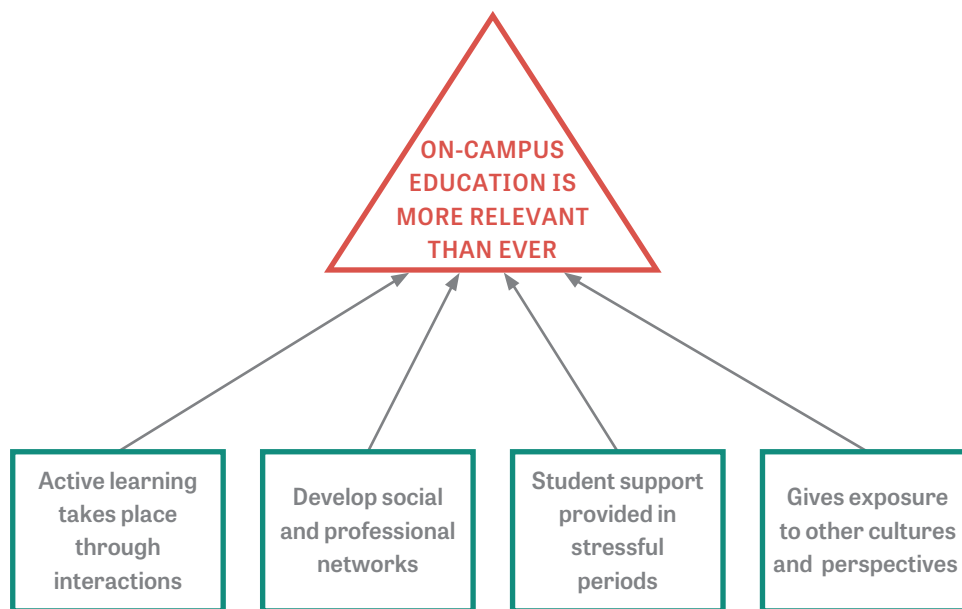 ON-CAMPUS
EDUCATION IS
MORE RELEVANT
THAN EVER
Active learning
takes place
through
interactions
Develop social
and professional
networks
Student support
provided in
stressful
periods
Gives exposure
to other cultures
and perspectives